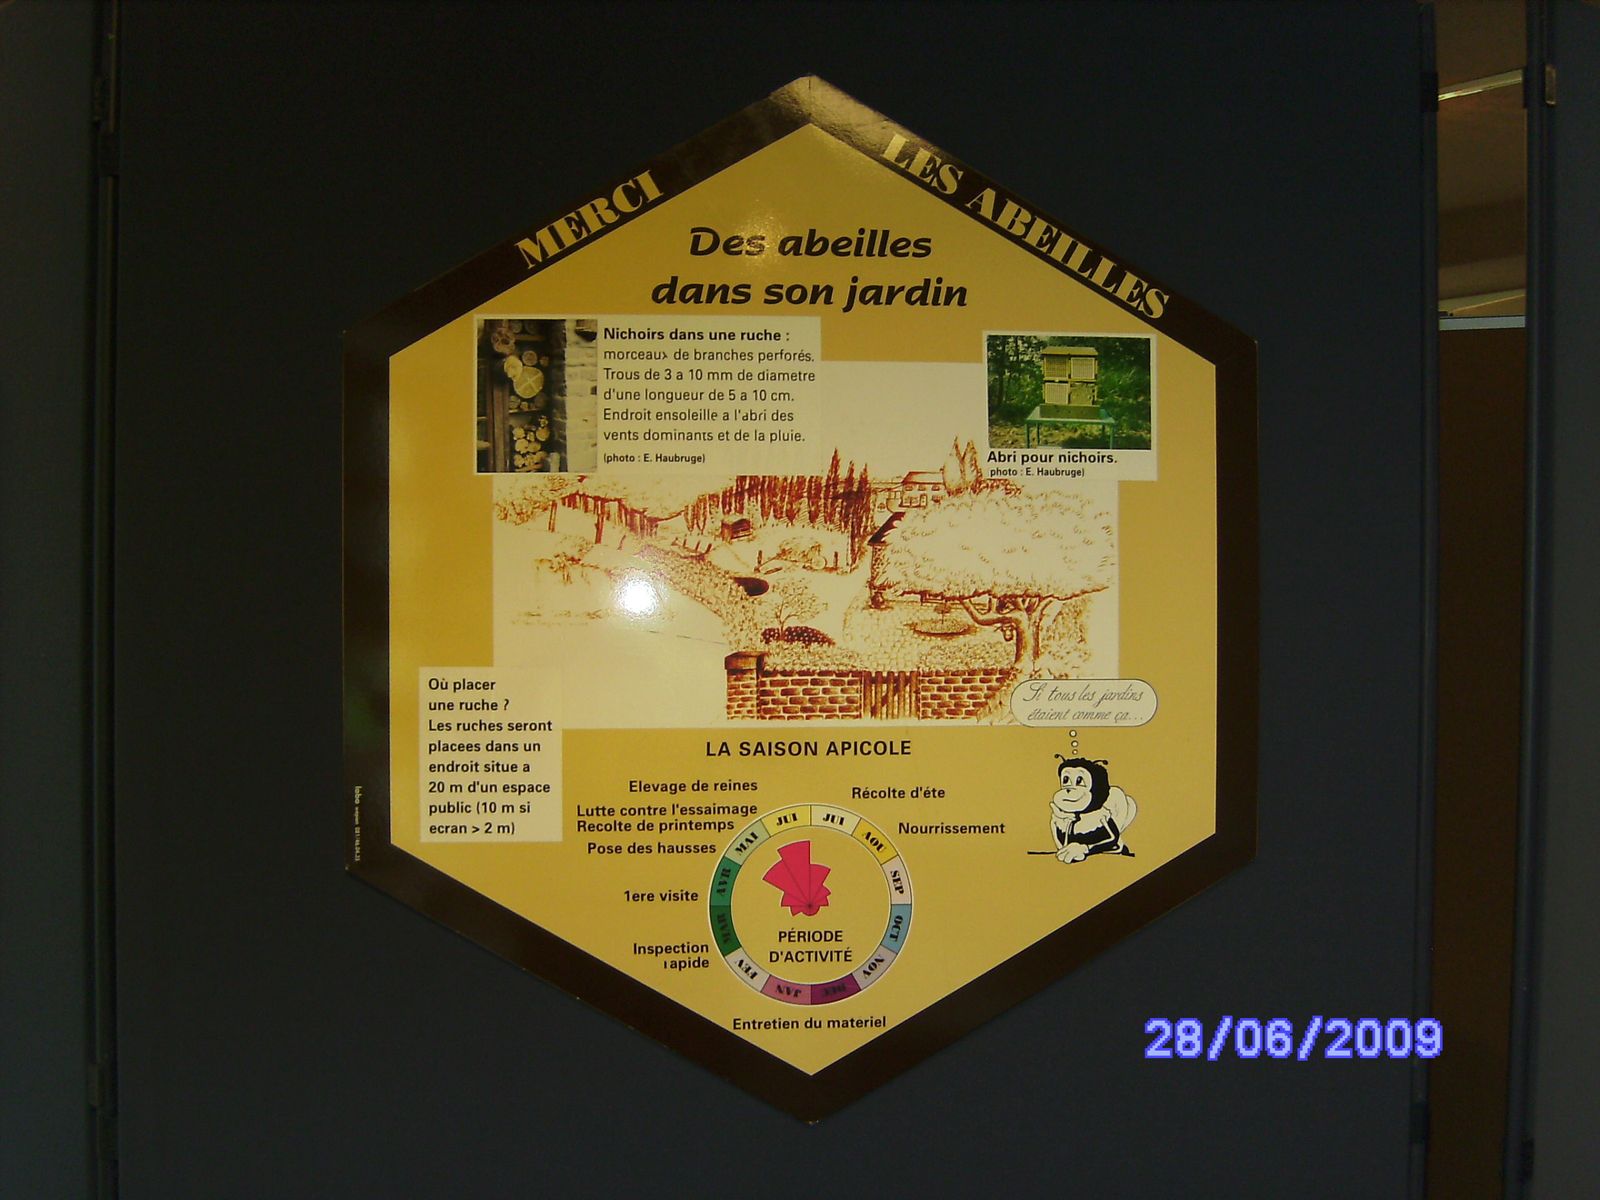 MERCI
LES ABEILLES
Des abeilles
dans son jardin
Nichoirs dans une ruche :
morceaux de branches perforés.
Trous de 3 a 10 mm de diametre
d'une longueur de 5 a 10 cm.
Endroit ensoleille a l'abri des
vents dominants et de la pluie.
(photo : E. Haubruge)
Abri pour nichoirs.
(photo : E. Haubruge)
Où placer
une ruche ?
Les ruches seront
placees dans un
endroit situe a
20 m d'un espace
public (10 m si
ecran > 2 m)
Si tous les jardins
étaient comme ça...
LA SAISON APICOLE
Elevage de reines
Récolte d'éte
Lutte contre l'essaimage
Recolte de printemps
Nourrissement
Pose des hausses
1ere visite
Inspection
rapide
Entretien du materiel
JUI
JUI
AOU
SEP
OCT
NOV
DEC
JAN
FEV
MAR
AVR
MAI
PÉRIODE
D'ACTIVITÉ
28/06/2009